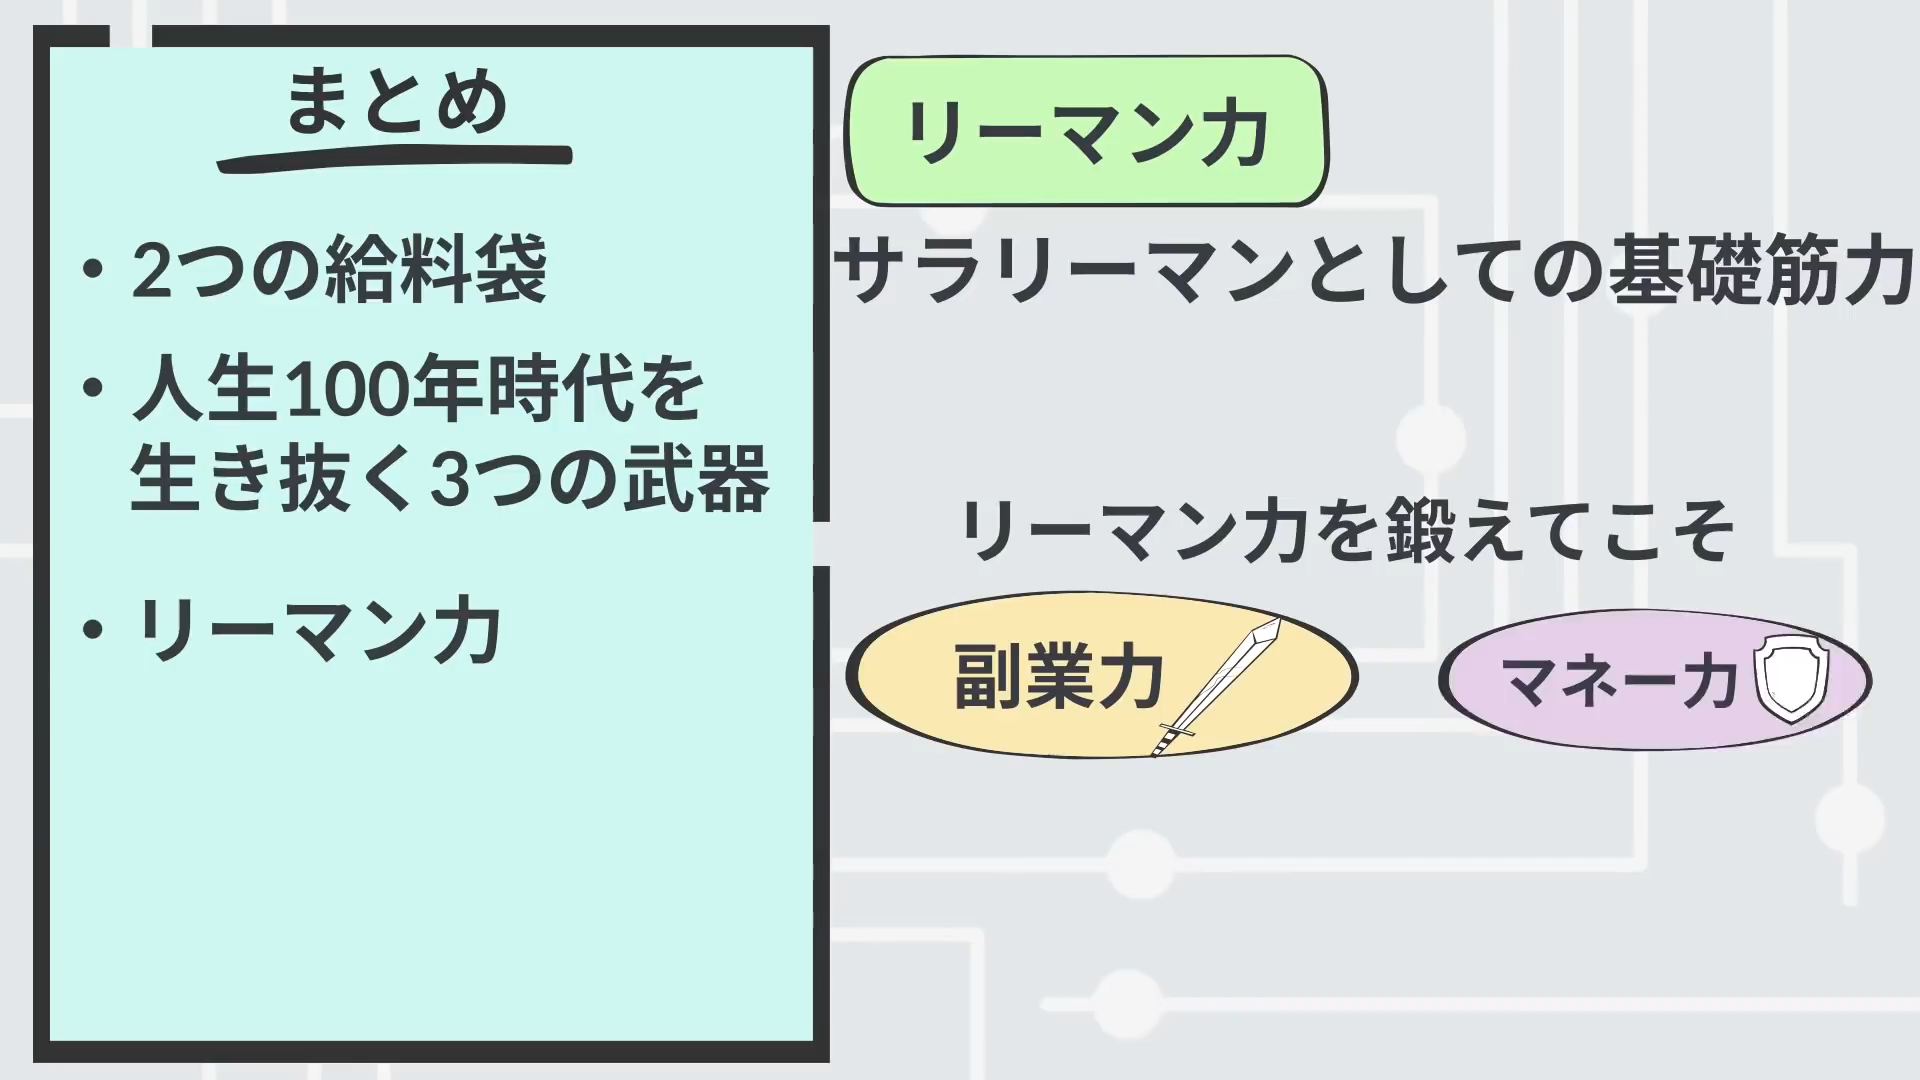 まとめ
・2つの給料袋
・人生100年時代を
生き抜く3つの武器
・リーマン力
リーマン力
サラリーマンとしての基礎筋力
リーマン力を鍛えてこそ
副業力
マネー力